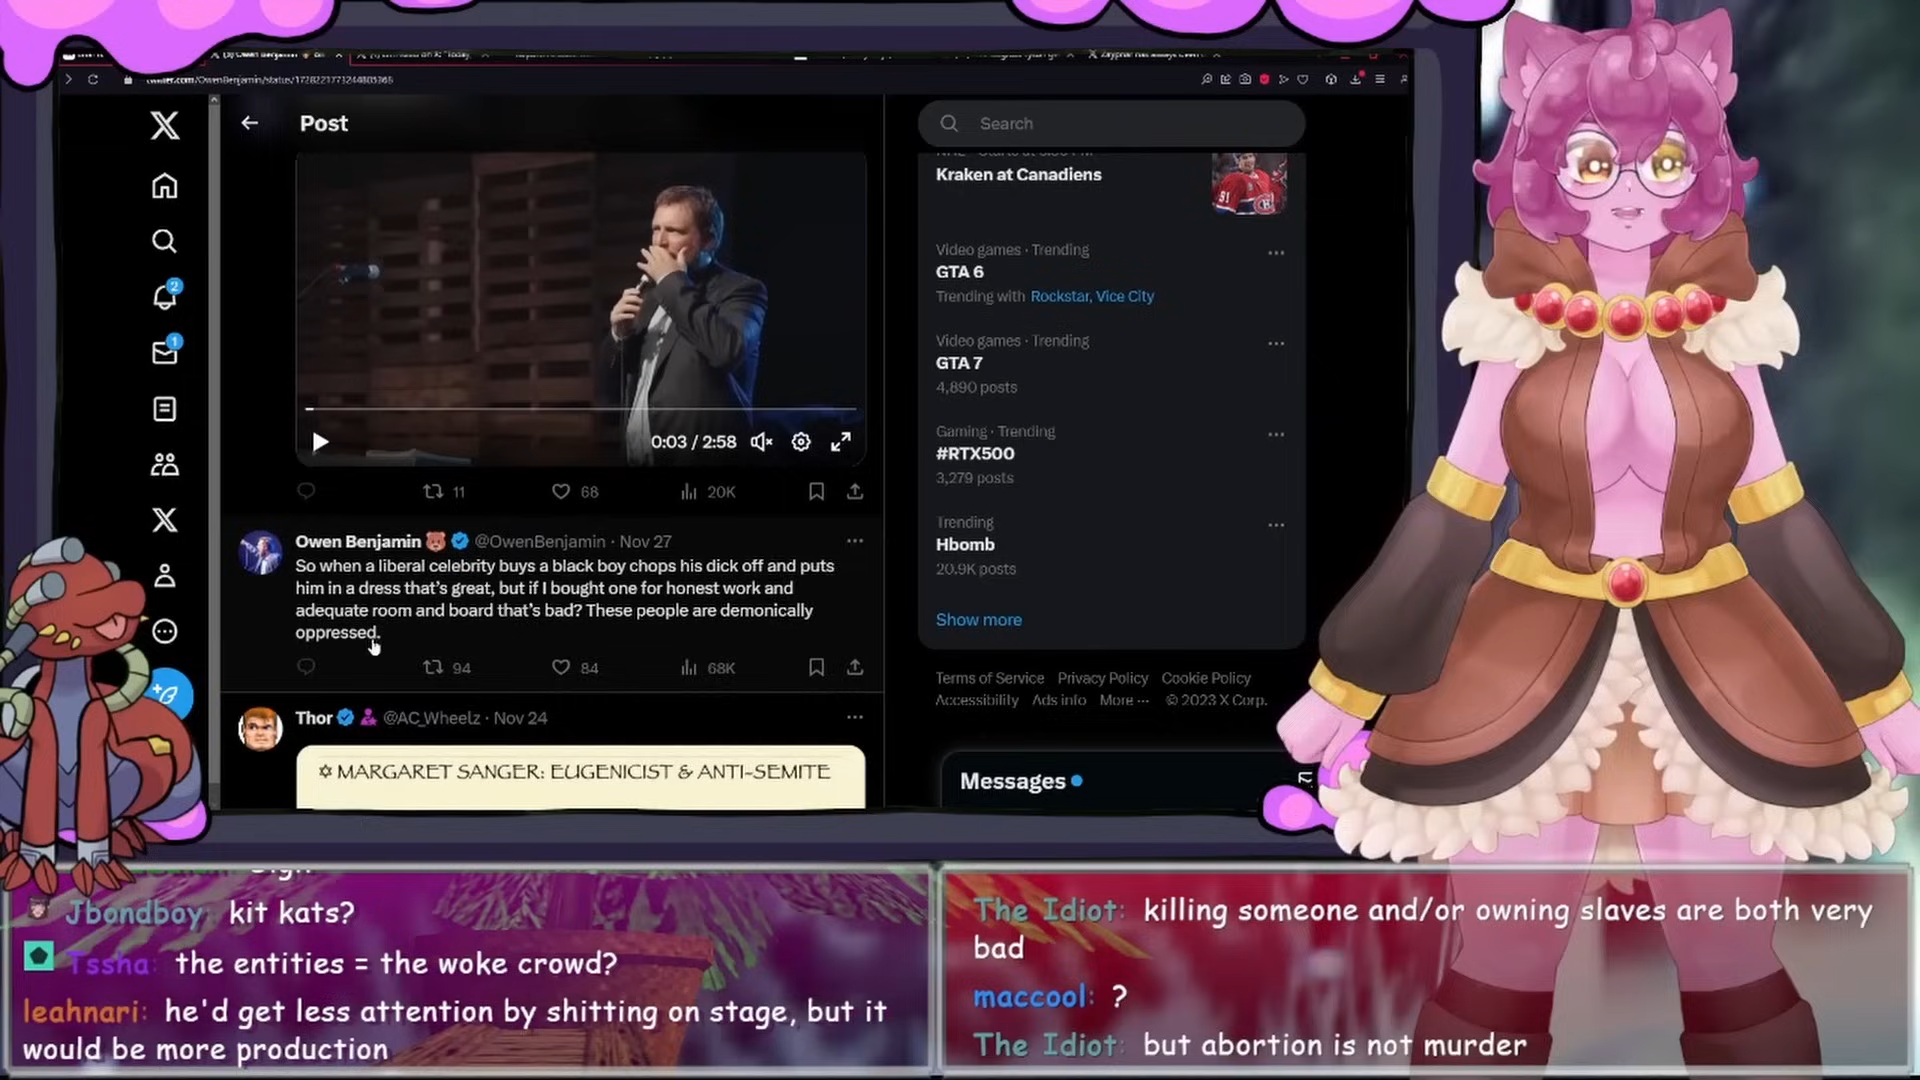 twitter.com/OwenBenjamin/status/1728221771244805366
Post
0:03 / 2:58
11
68
20K
Owen Benjamin @OwenBenjamin · Nov 27
So when a liberal celebrity buys a black boy chops his dick off and puts
him in a dress that's great, but if I bought one for honest work and
adequate room and board that's bad? These people are demonically
oppressed.
94
84
68K
Thor @AC_Wheelz · Nov 24
✡ MARGARET SANGER: EUGENICIST & ANTI-SEMITE
2
1
Search
Kraken at Canadiens
91
Video games · Trending
GTA 6
Trending with Rockstar, Vice City
Video games · Trending
GTA 7
4,890 posts
Gaming · Trending
#RTX500
3,279 posts
Trending
Hbomb
20.9K posts
Show more
Terms of Service Privacy Policy Cookie Policy
Accessibility Ads info More ··· © 2023 X Corp.
Messages
Jbondboy: kit kats?
Tssha: the entities = the woke crowd?
leahnari: he'd get less attention by shitting on stage, but it
would be more production
The Idiot: killing someone and/or owning slaves are both very
bad
maccool: ?
The Idiot: but abortion is not murder